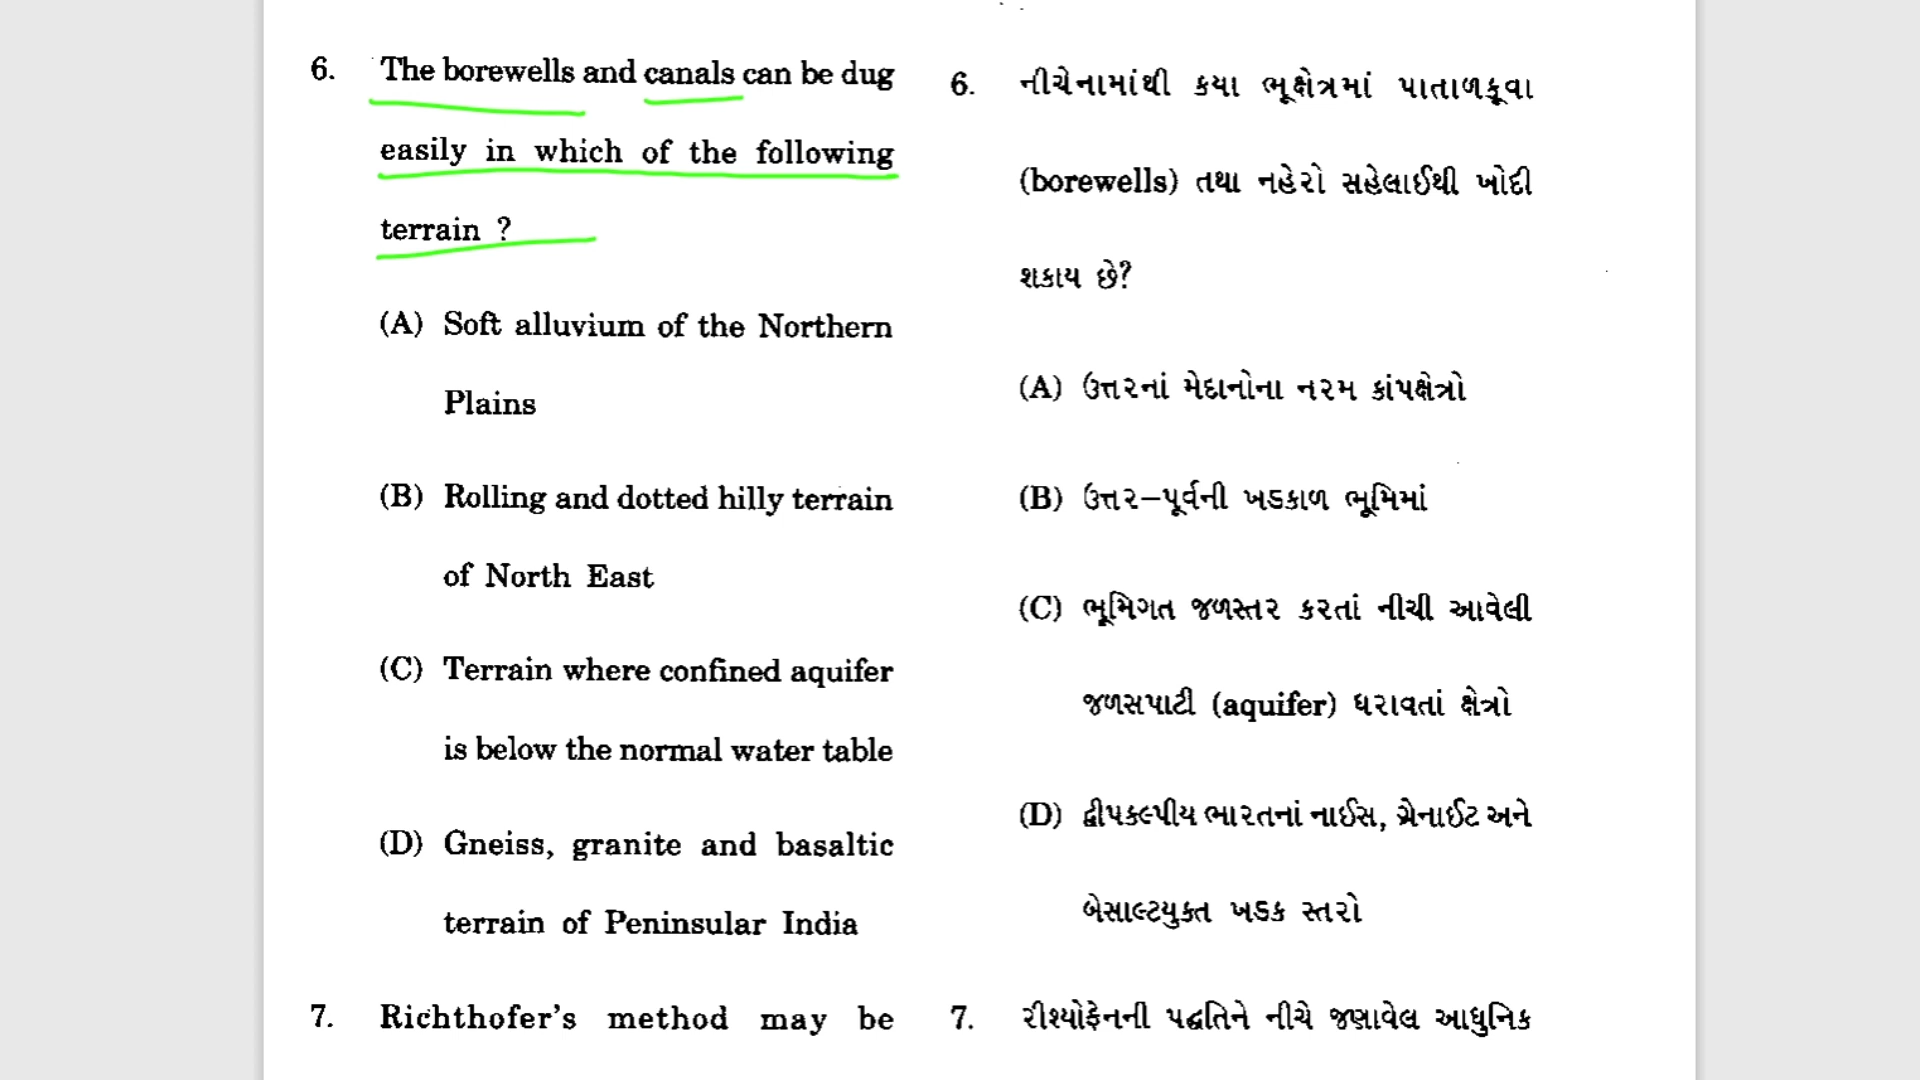 6. The borewells and canals can be dug
easily in which of the following
terrain ?
(A) Soft alluvium of the Northern
Plains
(B) Rolling and dotted hilly terrain
of North East
(C) Terrain where confined aquifer
is below the normal water table
(D) Gneiss, granite and basaltic
terrain of Peninsular India
7. Richthofer's method may be
6. નીચેનામાંથી કયા ભૂક્ષેત્રમાં પાતાળકૂવા
(borewells) તથા નહેરો સહેલાઈથી ખોદી
શકાય છે?
(A) ઉત્તરનાં મેદાનોના નરમ કાંપક્ષેત્રો
(B) ઉત્તર–પૂર્વની ખડકાળ ભૂમિમાં
(C) ભૂમિગત જળસ્તર કરતાં નીચી આવેલી
જળસપાટી (aquifer) ધરાવતાં ક્ષેત્રો
(D) દ્વીપકલ્પીય ભારતનાં નાઈસ, ગ્રેનાઈટ અને
બેસાલ્ટયુક્ત ખડક સ્તરો
7. રીશ્યોફેનની પદ્ધતિને નીચે જણાવેલ આધુનિક